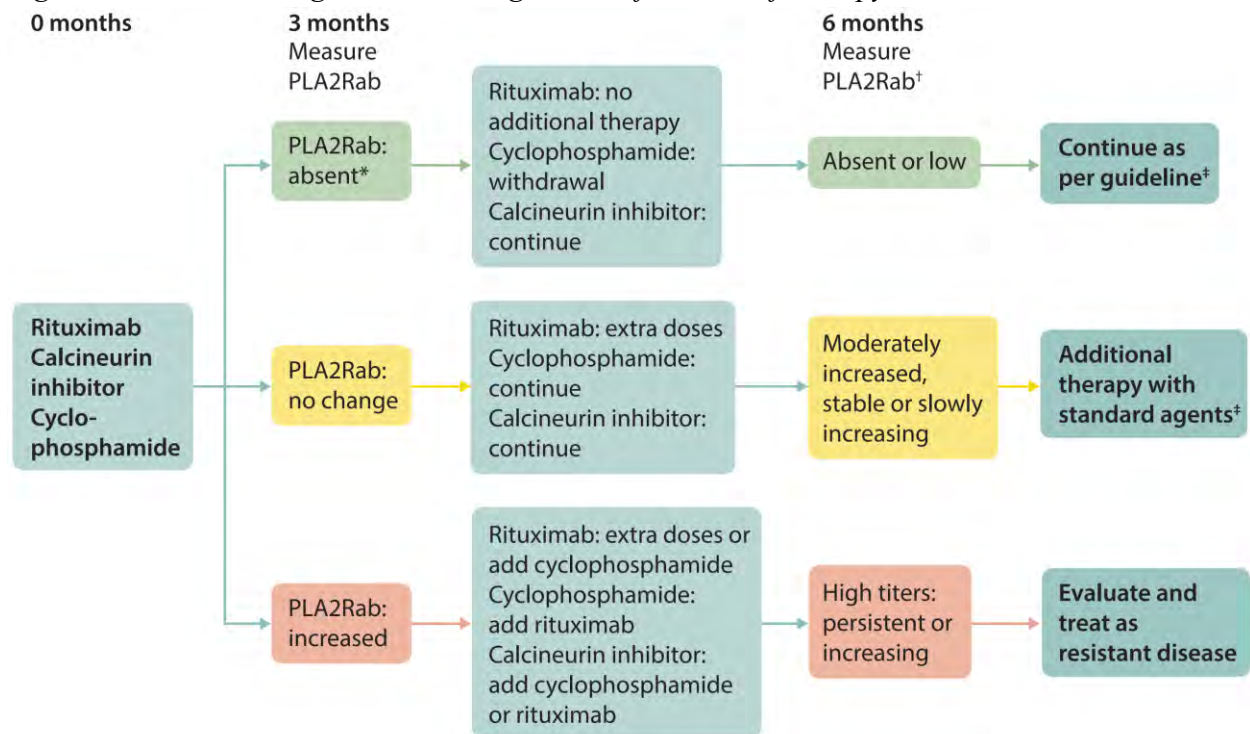 0 months
3 months
Measure
PLA2Rab
6 months
Measure
PLA2Rab†
Rituximab
Calcineurin
inhibitor
Cyclo-
phosphamide
PLA2Rab:
absent*
Rituximab: no
additional therapy
Cyclophosphamide:
withdrawal
Calcineurin inhibitor:
continue
Absent or low
Continue as
per guideline‡
PLA2Rab:
no change
Rituximab: extra doses
Cyclophosphamide:
continue
Calcineurin inhibitor:
continue
Moderately
increased,
stable or slowly
increasing
Additional
therapy with
standard agents‡
PLA2Rab:
increased
Rituximab: extra doses or
add cyclophosphamide
Cyclophosphamide:
add rituximab
Calcineurin inhibitor:
add cyclophosphamide
or rituximab
High titers:
persistent or
increasing
Evaluate and
treat as
resistant disease